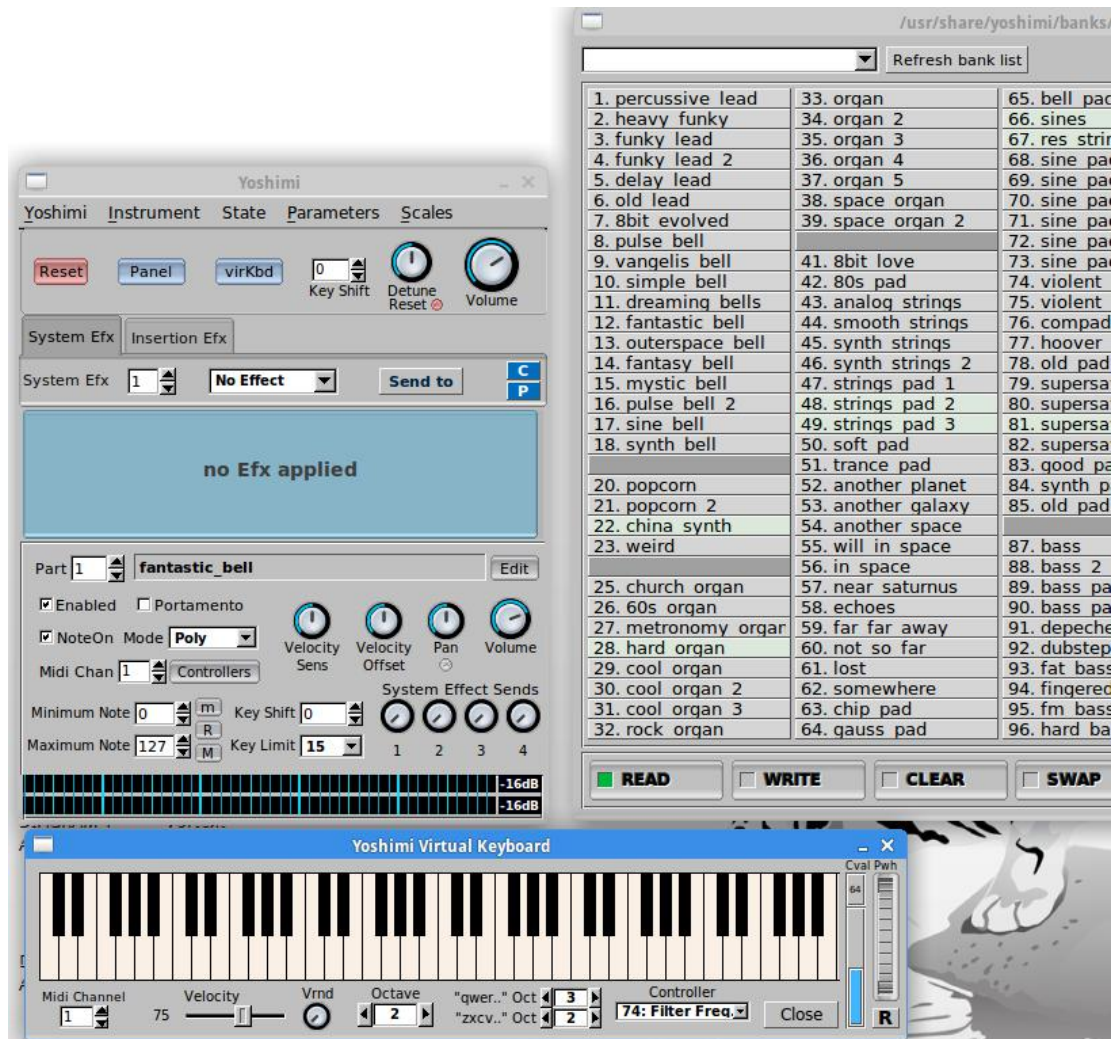 /usr/share/yoshimi/banks/
Refresh bank list
1. percussive lead
2. heavy funky
3. funky lead
4. funky lead 2
5. delay lead
6. old lead
7. 8bit evolved
8. pulse bell
9. vangelis bell
10. simple bell
11. dreaming bells
12. fantastic bell
13. outerspace bell
14. fantasy bell
15. mystic bell
16. pulse bell 2
17. sine bell
18. synth bell
20. popcorn
21. popcorn 2
22. china synth
23. weird
25. church organ
26. 60s organ
27. metronomy organ
28. hard organ
29. cool organ
30. cool organ 2
31. cool organ 3
32. rock organ
33. organ
34. organ 2
35. organ 3
36. organ 4
37. organ 5
38. space organ
39. space organ 2
41. 8bit love
42. 80s pad
43. analog strings
44. smooth strings
45. synth strings
46. synth strings 2
47. strings pad 1
48. strings pad 2
49. strings pad 3
50. soft pad
51. trance pad
52. another planet
53. another galaxy
54. another space
55. will in space
56. in space
57. near saturnus
58. echoes
59. far far away
60. not so far
61. lost
62. somewhere
63. chip pad
64. gauss pad
65. bell pad
66. sines
67. res strin
68. sine pad
69. sine pad
70. sine pad
71. sine pad
72. sine pad
73. sine pad
74. violent
75. violent
76. compad
77. hoover
78. old pad
79. supersa
80. supersa
81. supersa
82. supersa
83. good pa
84. synth p
85. old pad
87. bass
88. bass 2
89. bass pa
90. bass pa
91. depeche
92. dubstep
93. fat bass
94. fingered
95. fm bass
96. hard ba
READ WRITE CLEAR SWAP
Yoshimi
Yoshimi Instrument State Parameters Scales
Reset Panel virKbd 0 Key Shift Detune Reset Volume
System Efx Insertion Efx
System Efx 1 No Effect Send to C P
no Efx applied
Part 1 fantastic_bell Edit
Enabled Portamento
NoteOn Mode Poly
Velocity Sens Velocity Offset Pan Volume
Midi Chan 1 Controllers
System Effect Sends
Minimum Note 0 m Key Shift 0
R
Maximum Note 127 M Key Limit 15
1 2 3 4
-16dB
-16dB
Yoshimi Virtual Keyboard
Cval Pwh
64
Midi Channel Velocity Vrnd Octave "qwer.." Oct 3 Controller
1 75 2 "zxcv.." Oct 2 74: Filter Freq. Close R